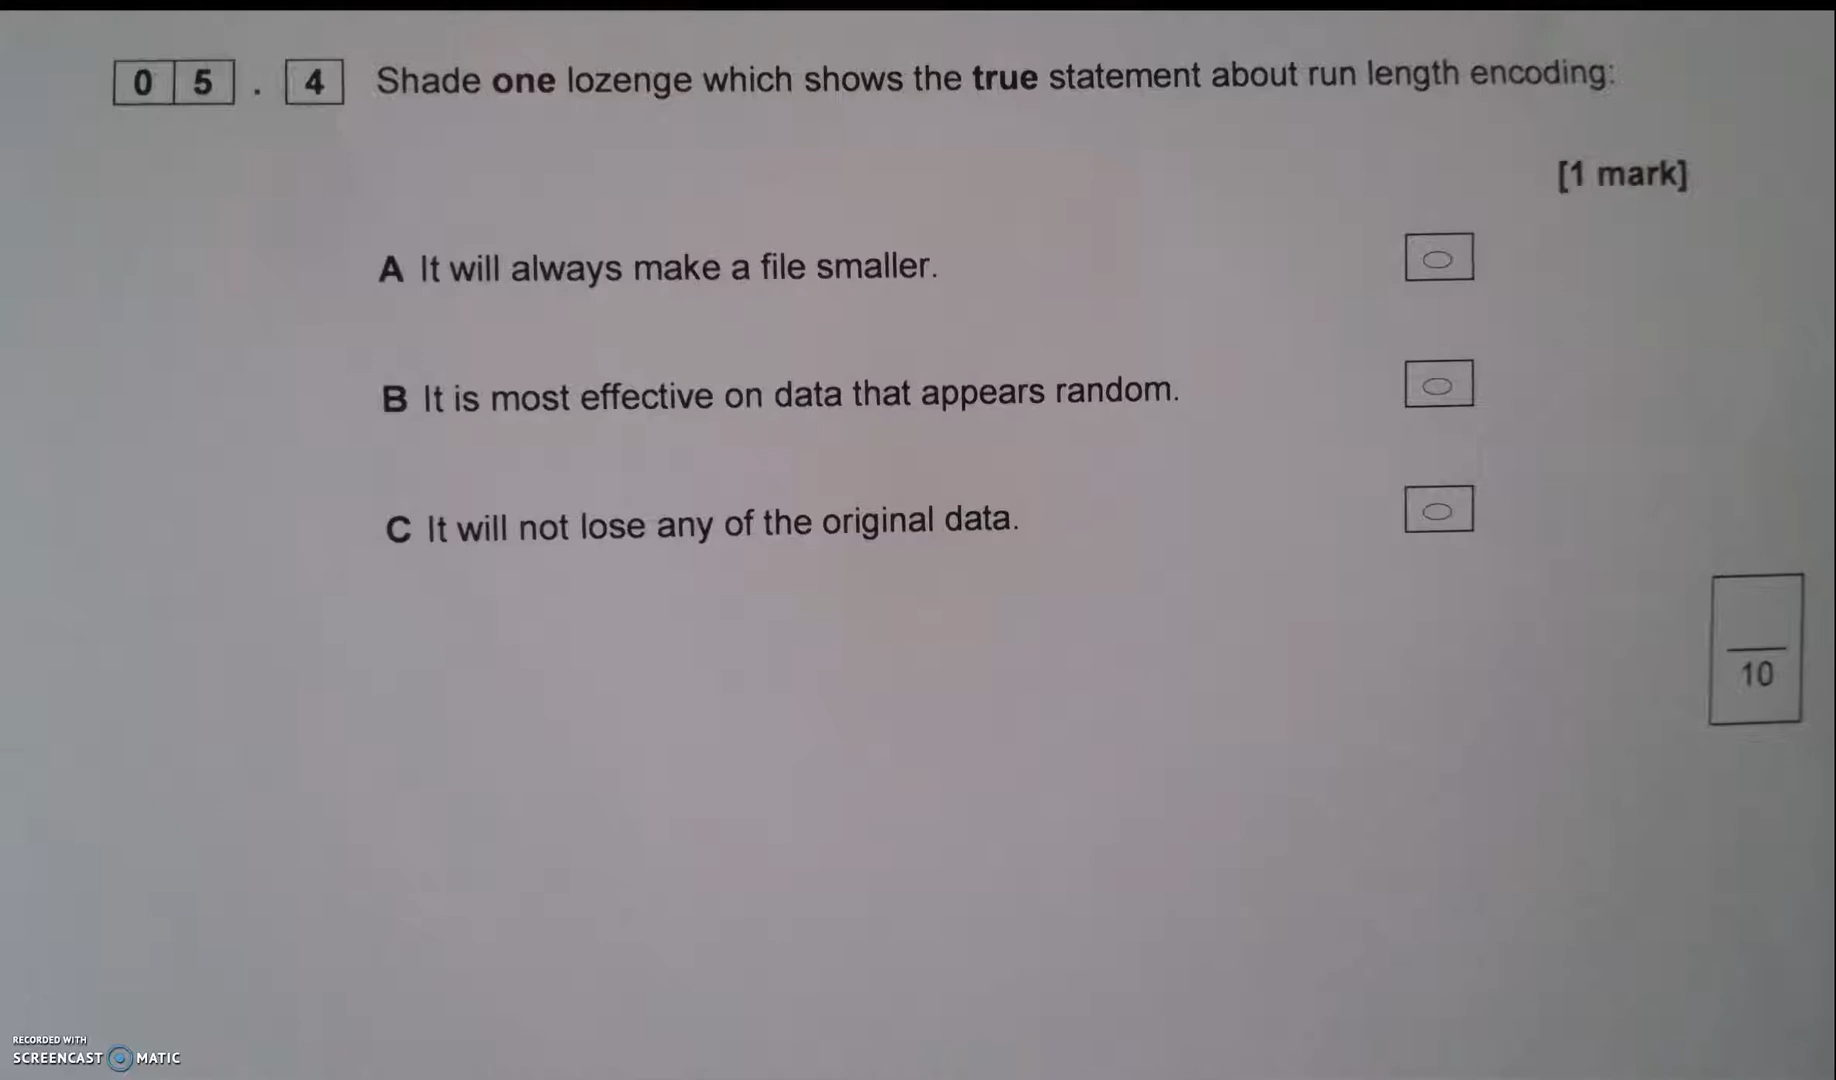 05.4 Shade one lozenge which shows the true statement about run length encoding:
[1 mark]
A It will always make a file smaller.
B It is most effective on data that appears random.
C It will not lose any of the original data.
10
RECORDED WITH
SCREENCAST MATIC